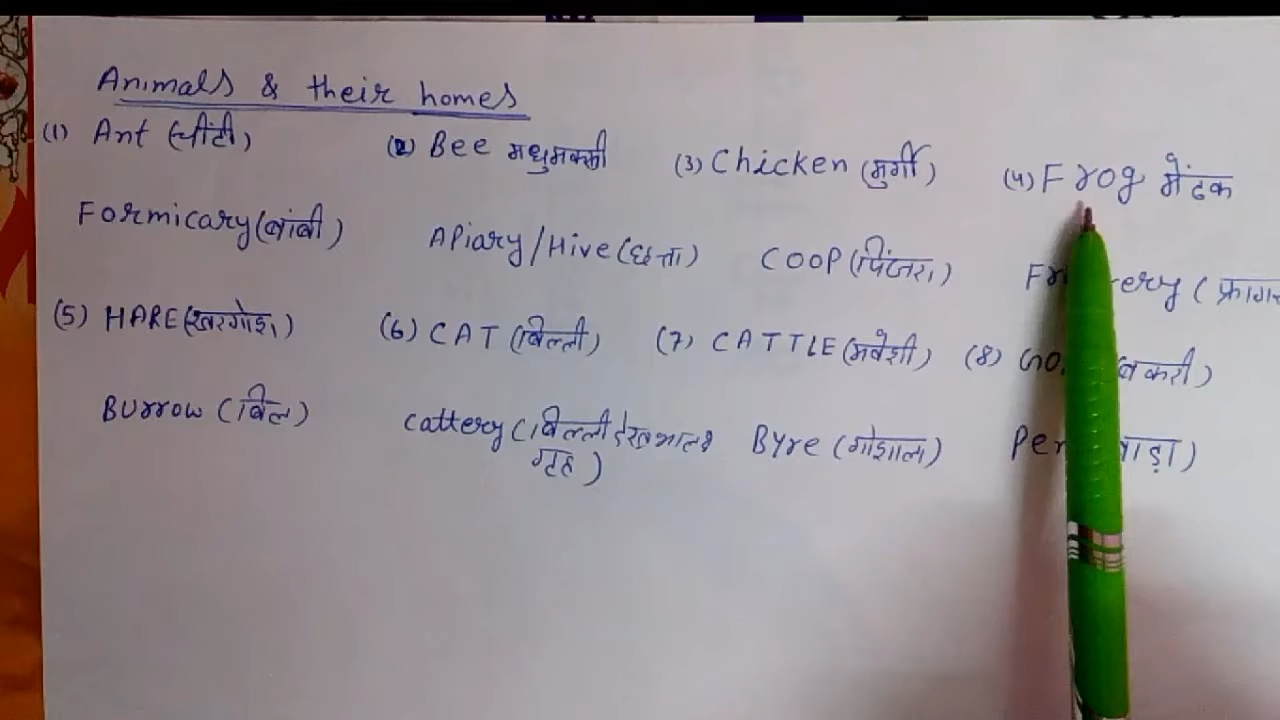 Animals & their homes
(1) Ant (चींटी) (2) Bee मधुमक्खी (3) Chicken (मुर्गी) (4) Frog मेंढक
Formicary (बांबी) Apiary/Hive (छत्ता) COOP (पिंजरा)
(5) HARE (खरगोश) (6) CAT (बिल्ली) (7) CATTLE (मवेशी) (8)
Burrow (बिल) Cattery (बिल्ली देखभाल Byre (गोशाला)
गृह)